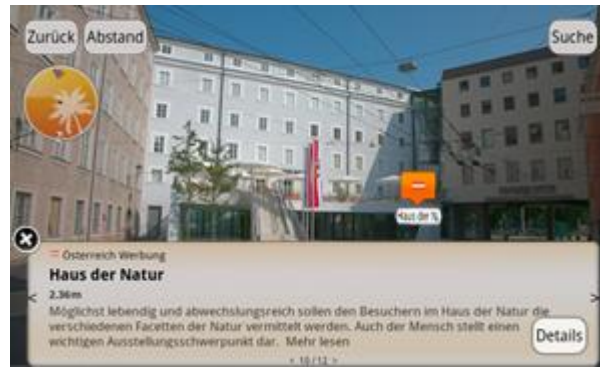 Zurück
Abstand
Suche
Haus der N.
Österreich Werbung
Haus der Natur
2.36m
Möglichst lebendig und abwechslungsreich sollen den Besuchern im Haus der Natur die
verschiedenen Facetten der Natur vermittelt werden. Auch der Mensch stellt einen
wichtigen Ausstellungsschwerpunkt dar. Mehr lesen
Details
< 10/12 >